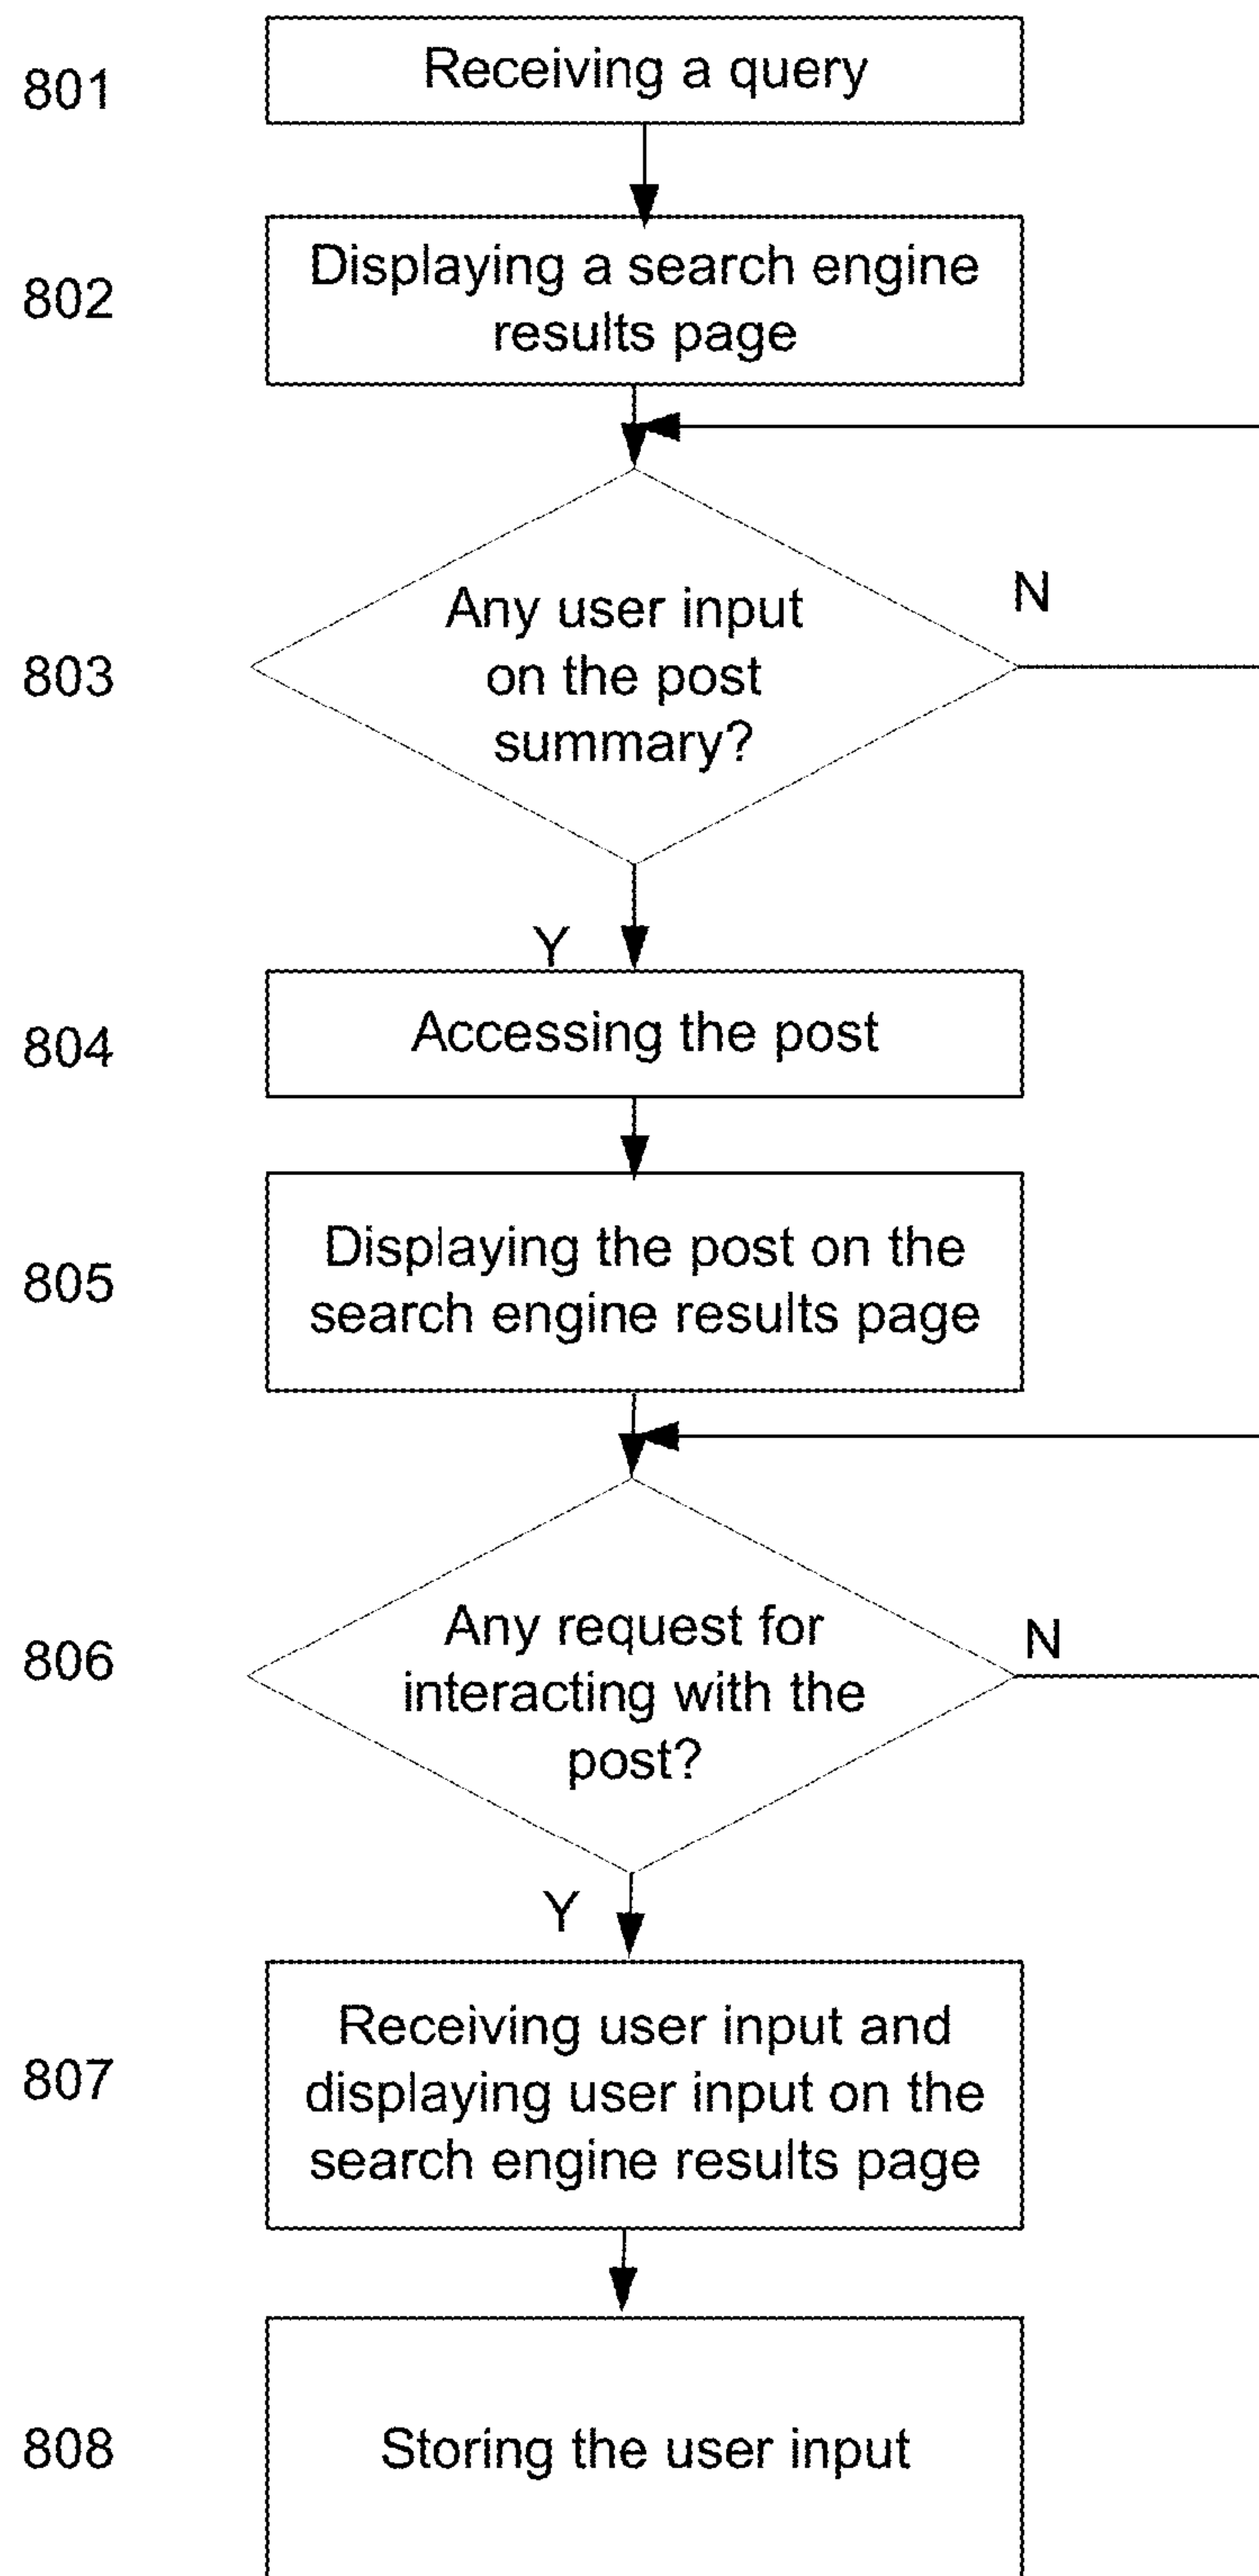 801
Receiving a query
802
Displaying a search engine
results page
803
Any user input
on the post
summary?
N
Y
804
Accessing the post
805
Displaying the post on the
search engine results page
806
Any request for
interacting with the
post?
N
Y
807
Receiving user input and
displaying user input on the
search engine results page
808
Storing the user input